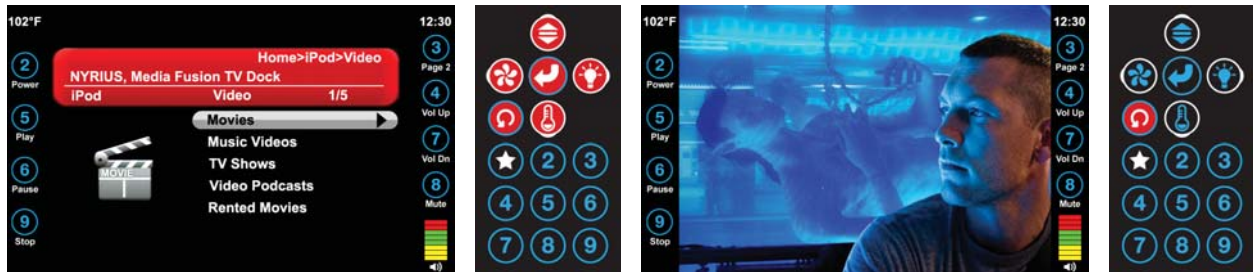 102°F
12:30
Home>iPod>Video
NYRIUS, Media Fusion TV Dock
iPod Video 1/5
Movies
Music Videos
TV Shows
Video Podcasts
Rented Movies
MOVIE
2
Power
5
Play
6
Pause
9
Stop
3
Page 2
4
Vol Up
7
Vol Dn
8
Mute
2 3
4 5 6
7 8 9
102°F
12:30
2
Power
5
Play
6
Pause
9
Stop
3
Page 2
4
Vol Up
7
Vol Dn
8
Mute
2 3
4 5 6
7 8 9